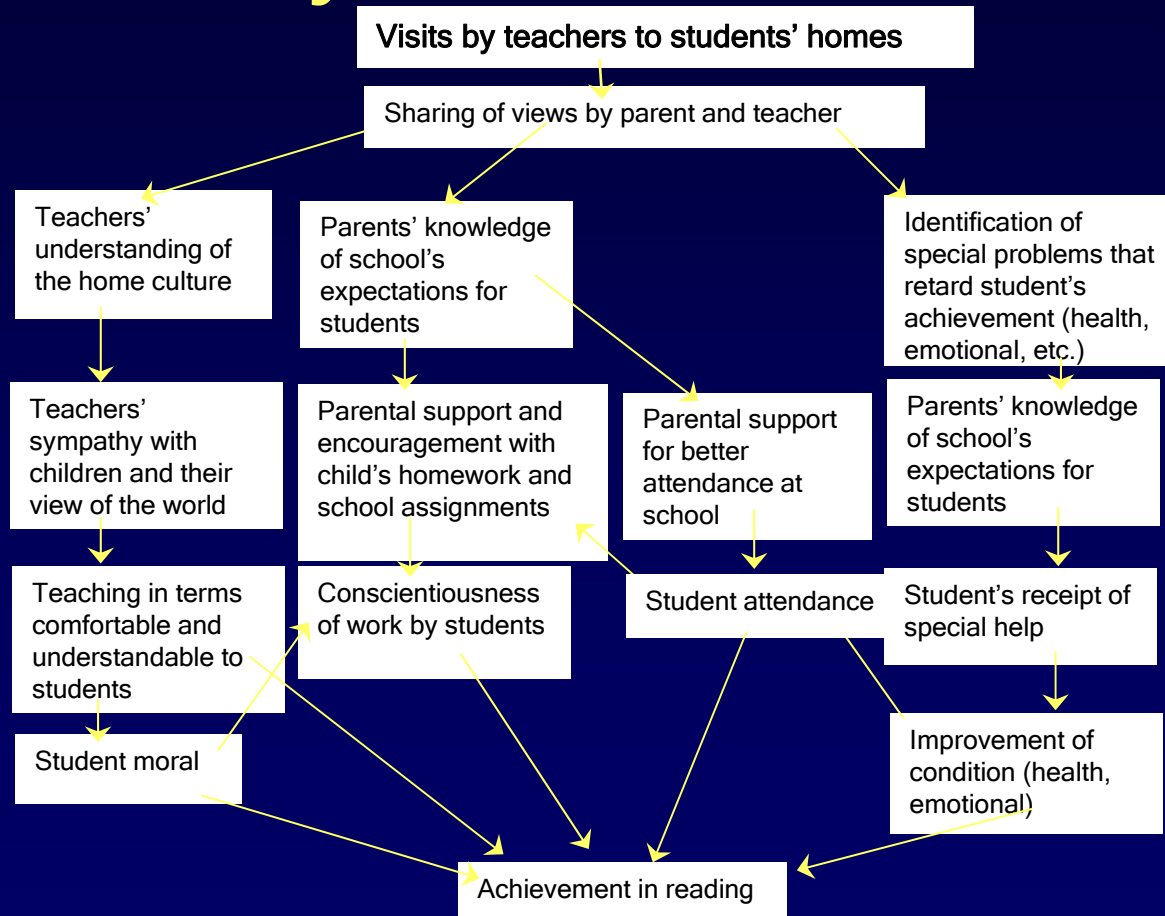 Visits by teachers to students’ homes
Sharing of views by parent and teacher
Teachers’
understanding of
the home culture
Parents’ knowledge
of school’s
expectations for
students
Identification of
special problems that
retard student’s
achievement (health,
emotional, etc.)
Teachers’
sympathy with
children and their
view of the world
Parental support and
encouragement with
child’s homework and
school assignments
Parental support
for better
attendance at
school
Parents’ knowledge
of school’s
expectations for
students
Teaching in terms
comfortable and
understandable to
students
Conscientiousness
of work by students
Student attendance
Student’s receipt of
special help
Student moral
Improvement of
condition (health,
emotional)
Achievement in reading